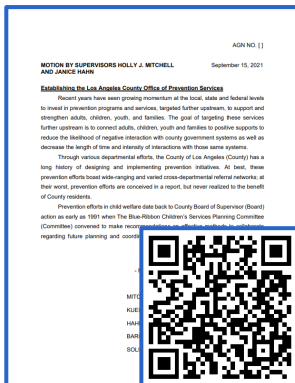 AGN. NO. [ ]
MOTION BY SUPERVISORS HOLLY J. MITCHELL September 15, 2021
AND JANICE HAHN
Establishing the Los Angeles County Office of Prevention Services
Recent years have been growing momentum at the local, state and federal levels
to invest in prevention programs and services, targeted further upstream, to support and
strengthen adults, children, youth, and families. The goal of targeting these services
further upstream is to connect adults, children, youth and families to positive supports to
reduce the likelihood of negative interaction with county government systems as well as
decrease the length of time and intensity of interactions with those same systems.
Through various departmental efforts, the County of Los Angeles (County) has a
long history of designing and implementing prevention initiatives. At best, these
prevention efforts boast wide-ranging and varied cross-departmental referral networks; at
their worst, prevention efforts are conceived in a report, but never realized to the benefit
of County residents.
Prevention efforts in child welfare date back to County Board of Supervisor (Board)
action as early as 1991 when The Blue-Ribbon Children's Services Planning Committee
(Committee) convened to make
regarding future planning and
MITC
KUE
HAH
BAR
SOL